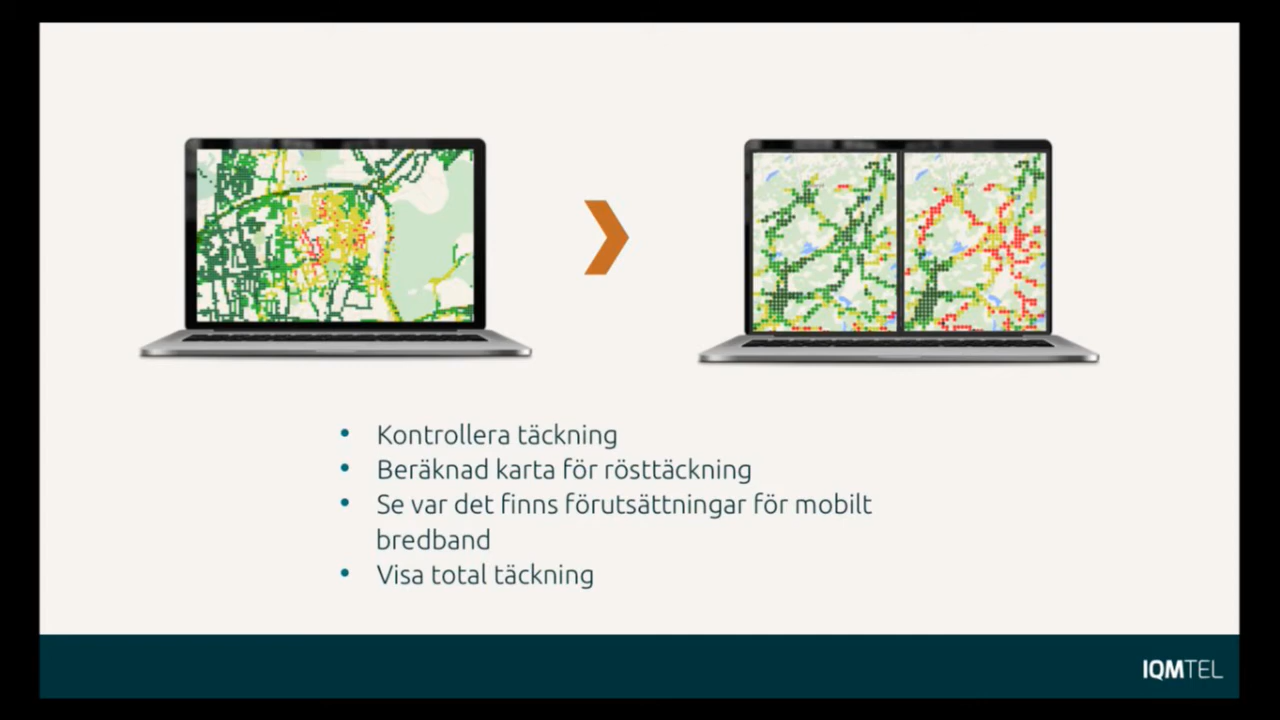 • Kontrollera täckning
• Beräknad karta för rösttäckning
• Se var det finns förutsättningar för mobilt
bredband
• Visa total täckning
IQMTEL